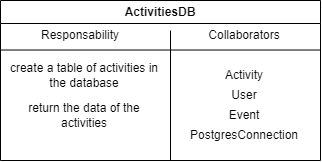 ActivitiesDB
Responsability
Collaborators
create a table of activities in
the database
return the data of the
activities
Activity
User
Event
PostgresConnection